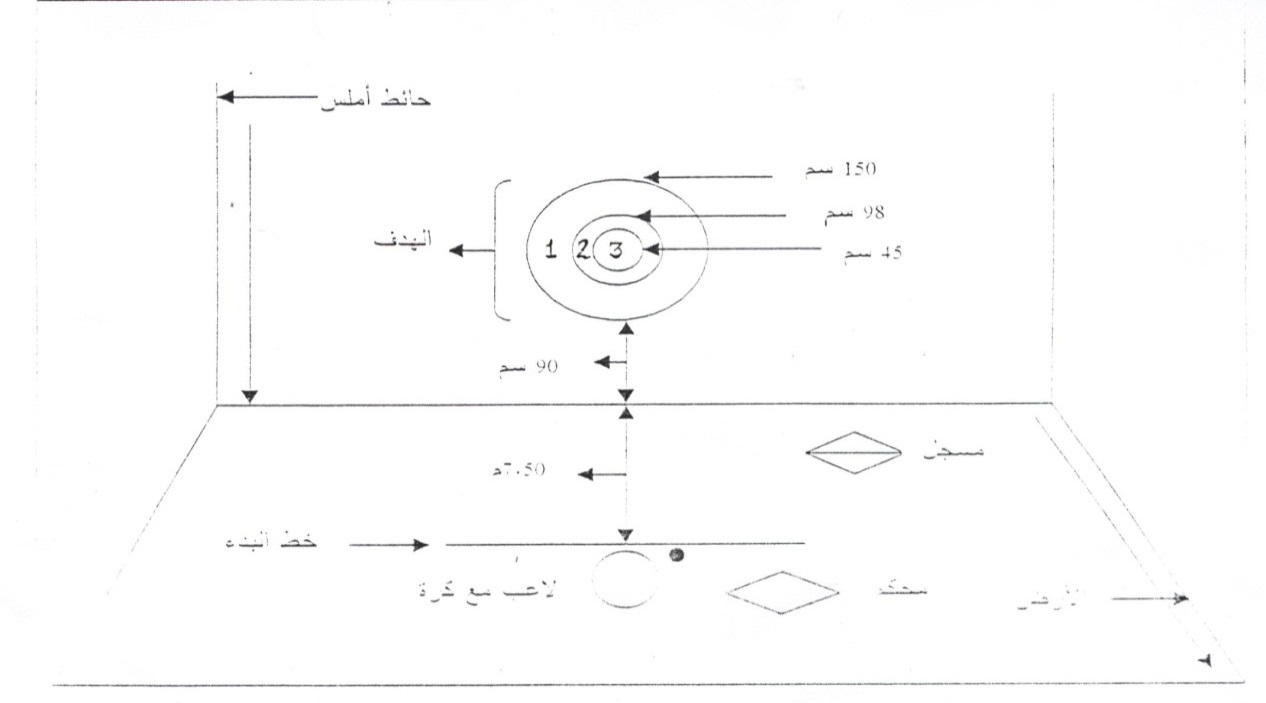 حائط أملس
150 سم
98 سم
45 سم
الهدف
1 2 3
90 سم
مسجل
7.50م
خط البدء
لاعب مع كرة
محكم
الأرض